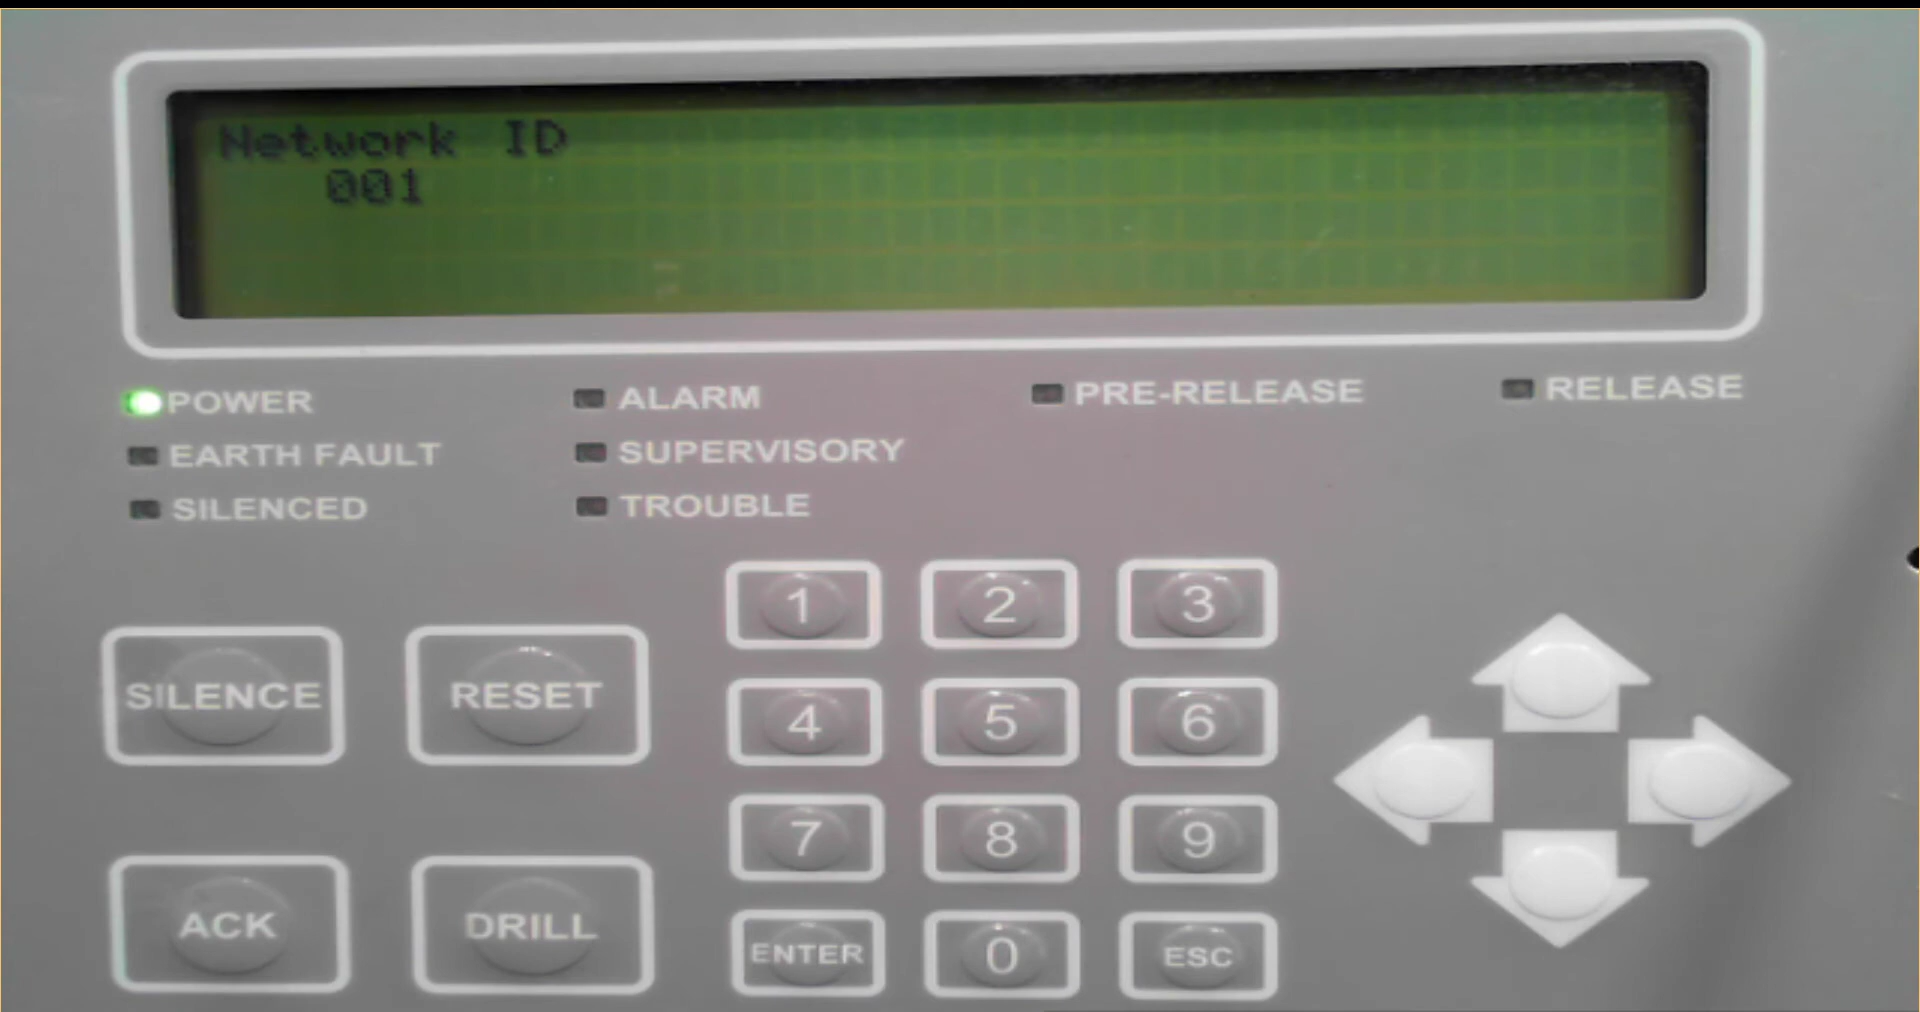 Network ID
001
POWER
ALARM
PRE-RELEASE
RELEASE
EARTH FAULT
SUPERVISORY
SILENCED
TROUBLE
1 2 3
SILENCE
RESET
4 5 6
7 8 9
ACK
DRILL
ENTER 0 ESC